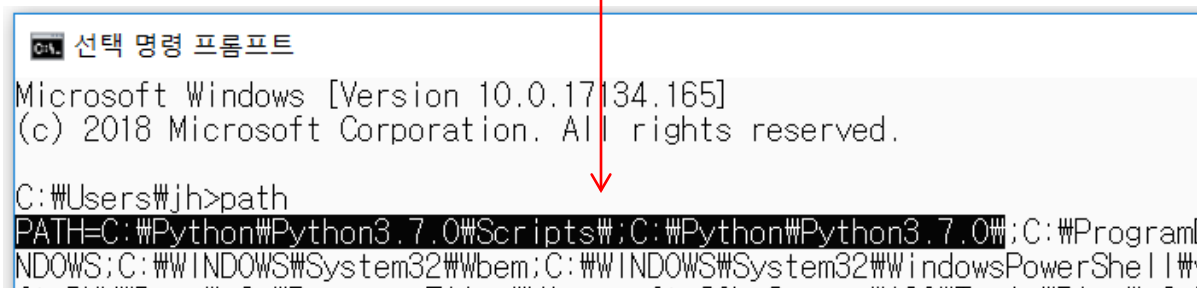 선택 명령 프롬프트
Microsoft Windows [Version 10.0.17134.165]
(c) 2018 Microsoft Corporation. All rights reserved.
C:₩Users₩jh>path
PATH=C:₩Python₩Python3.7.0₩Scripts₩;C:₩Python₩Python3.7.0₩;C:₩Program
NDOWS;C:₩WINDOWS₩System32₩Wbem;C:₩WINDOWS₩System32₩WindowsPowerShell₩